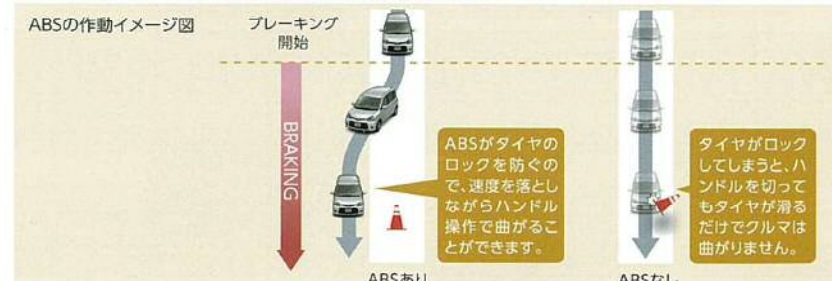 ABSの作動イメージ図
ブレーキング
開始
BRAKING
ABSがタイヤの
ロックを防ぐの
で、速度を落とし
ながらハンドル
操作で曲がるこ
とができます。
タイヤがロック
してしまうと、ハ
ンドルを切って
もタイヤが滑る
だけでクルマは
曲がりません。
ABSあり
ABSなし